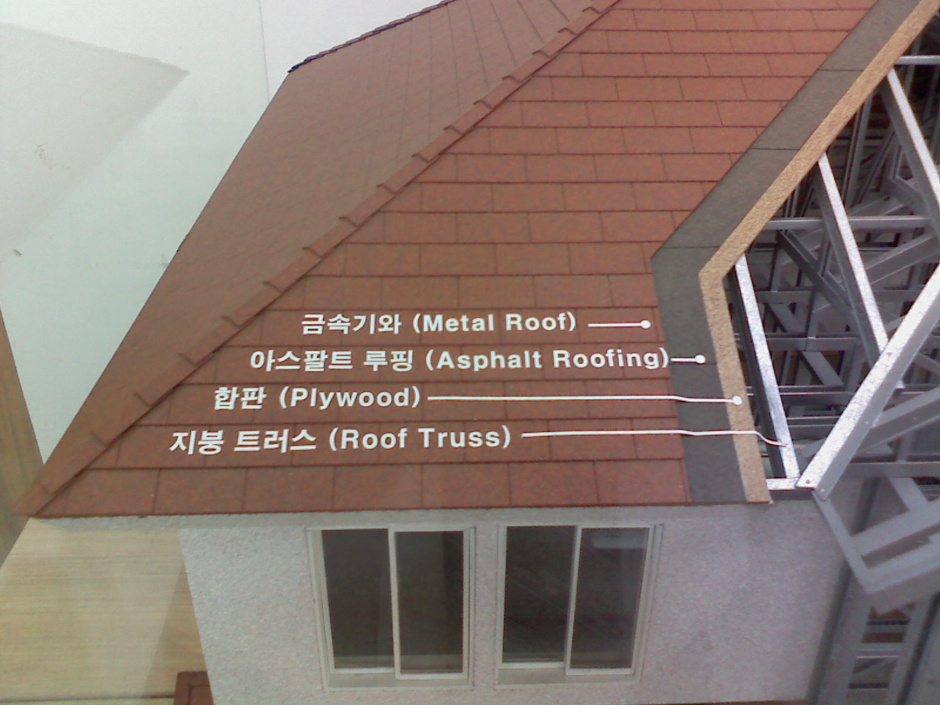 금속기와 (Metal Roof)
아스팔트 루핑 (Asphalt Roofing)
합판 (Plywood)
지붕 트러스 (Roof Truss)